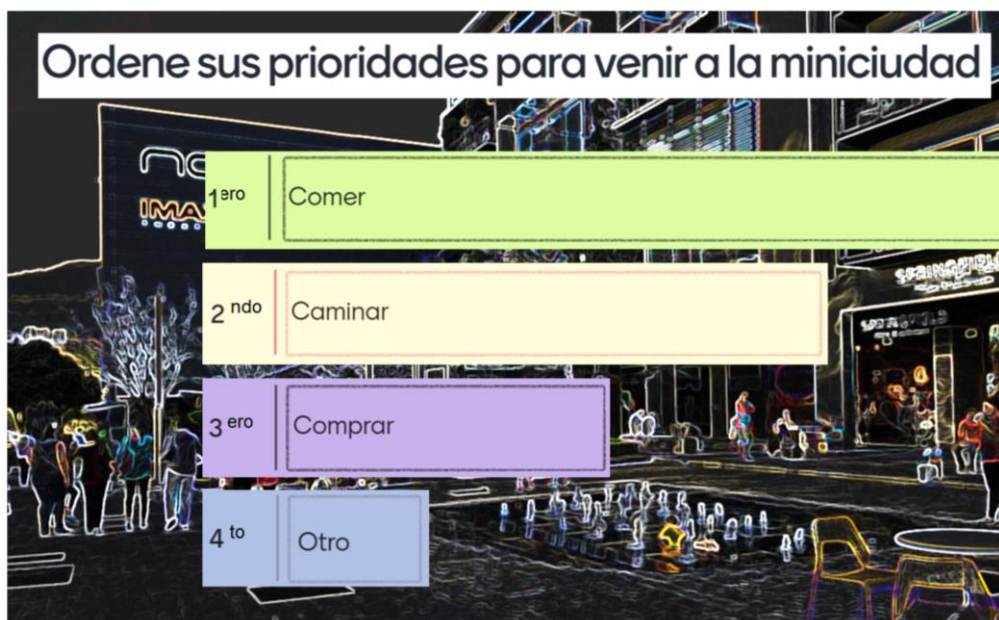 Ordene sus prioridades para venir a la miniciudad
1ero
Comer
2 ndo
Caminar
3 ero
Comprar
4 to
Otro